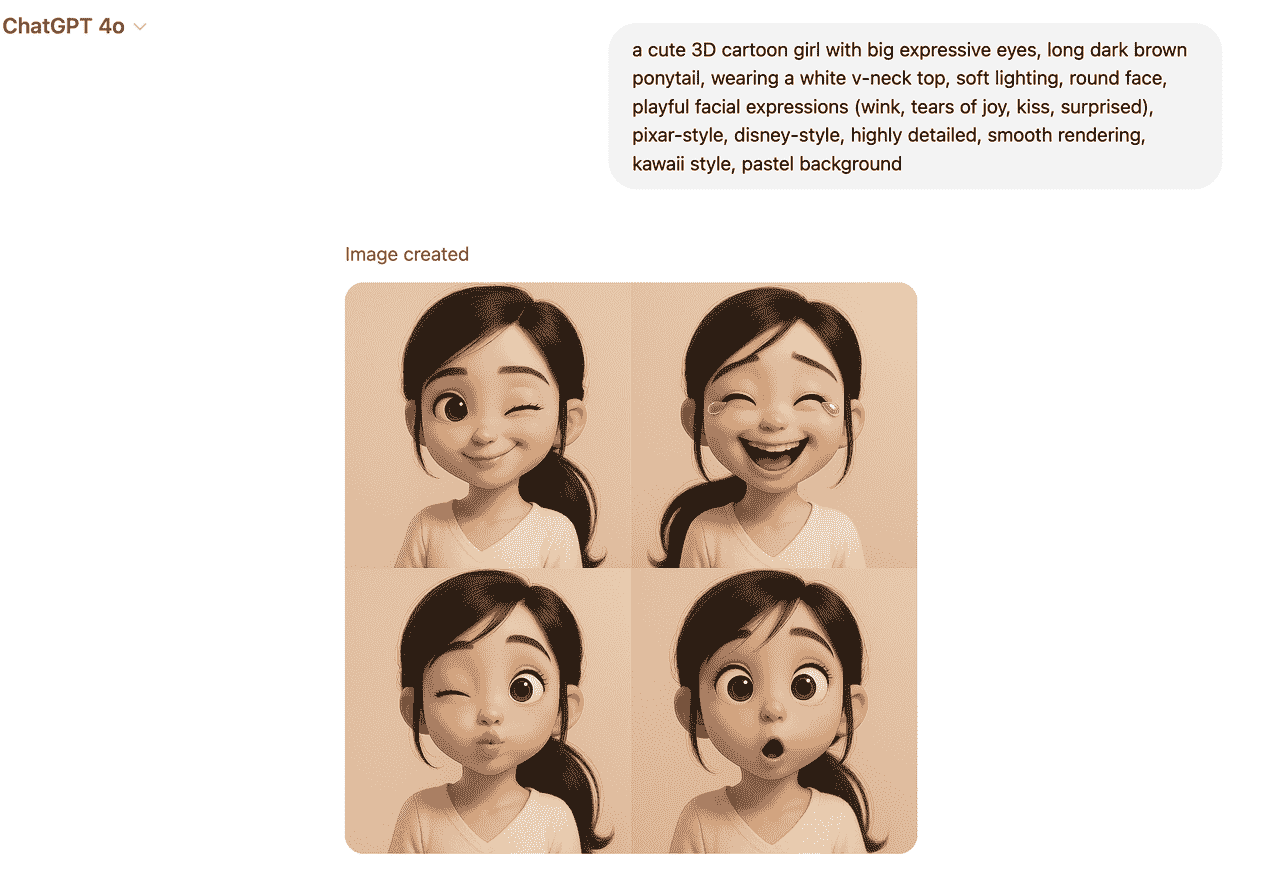 ChatGPT 4o
a cute 3D cartoon girl with big expressive eyes, long dark brown
ponytail, wearing a white v-neck top, soft lighting, round face,
playful facial expressions (wink, tears of joy, kiss, surprised),
pixar-style, disney-style, highly detailed, smooth rendering,
kawaii style, pastel background
Image created